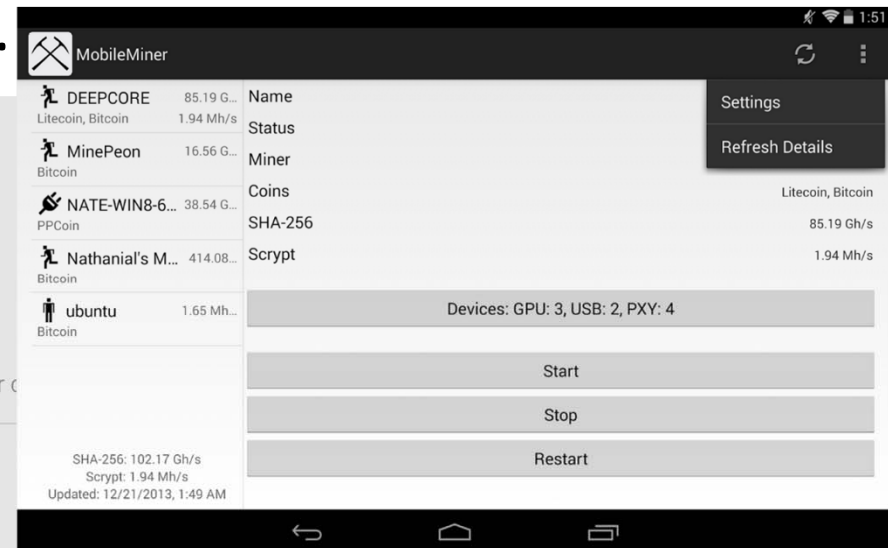 1:51
MobileMiner
DEEPCORE 85.19 G...
Litecoin, Bitcoin 1.94 Mh/s
MinePeon 16.56 G...
Bitcoin
NATE-WIN8-6... 38.54 G...
PPCoin
Nathanial's M... 414.08...
Bitcoin
ubuntu 1.65 Mh...
Bitcoin
SHA-256: 102.17 Gh/s
Scrypt: 1.94 Mh/s
Updated: 12/21/2013, 1:49 AM
Name
Status
Miner
Coins Litecoin, Bitcoin
SHA-256 85.19 Gh/s
Scrypt 1.94 Mh/s
Settings
Refresh Details
Devices: GPU: 3, USB: 2, PXY: 4
Start
Stop
Restart